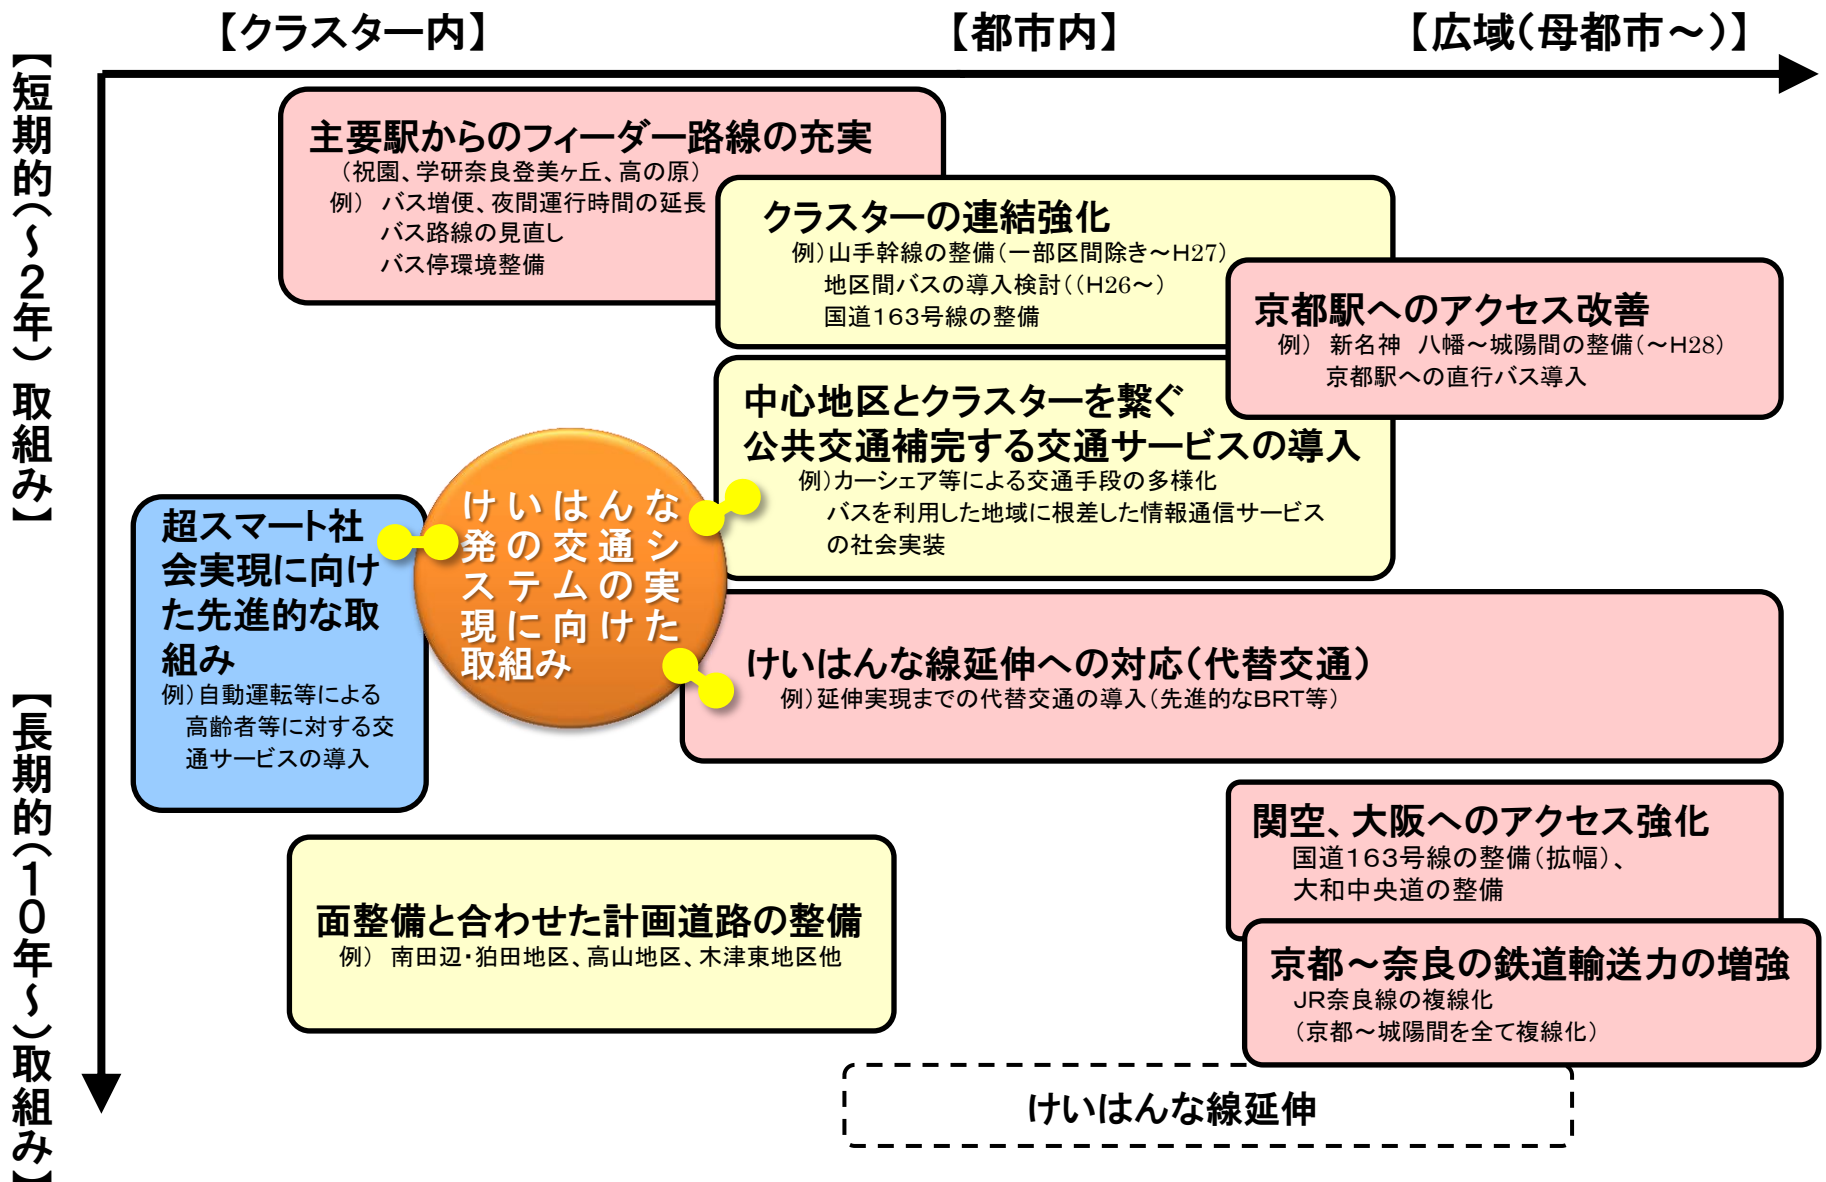 【クラスター内】
【都市内】
【広域(母都市～)】
【短期的(～2年)取組み】
【長期的(10年～)取組み】
主要駅からのフィーダー路線の充実
(祝園、学研奈良登美ヶ丘、高の原)
例) バス増便、夜間運行時間の延長
バス路線の見直し
バス停環境整備
クラスターの連結強化
例)山手幹線の整備(一部区間除き～H27)
地区間バスの導入検討((H26～)
国道163号線の整備
京都駅へのアクセス改善
例) 新名神 八幡～城陽間の整備(～H28)
京都駅への直行バス導入
中心地区とクラスターを繋ぐ
公共交通補完する交通サービスの導入
例)カーシェア等による交通手段の多様化
バスを利用した地域に根差した情報通信サービス
の社会実装
けいはんな
発の交通シ
ステムの実
現に向けた
取組み
超スマート社
会実現に向け
た先進的な取
組み
例)自動運転等による
高齢者等に対する交
通サービスの導入
けいはんな線延伸への対応(代替交通)
例)延伸実現までの代替交通の導入(先進的なBRT等)
関空、大阪へのアクセス強化
国道163号線の整備(拡幅)、
大和中央道の整備
面整備と合わせた計画道路の整備
例) 南田辺・狛田地区、高山地区、木津東地区他
京都～奈良の鉄道輸送力の増強
JR奈良線の複線化
(京都～城陽間を全て複線化)
けいはんな線延伸